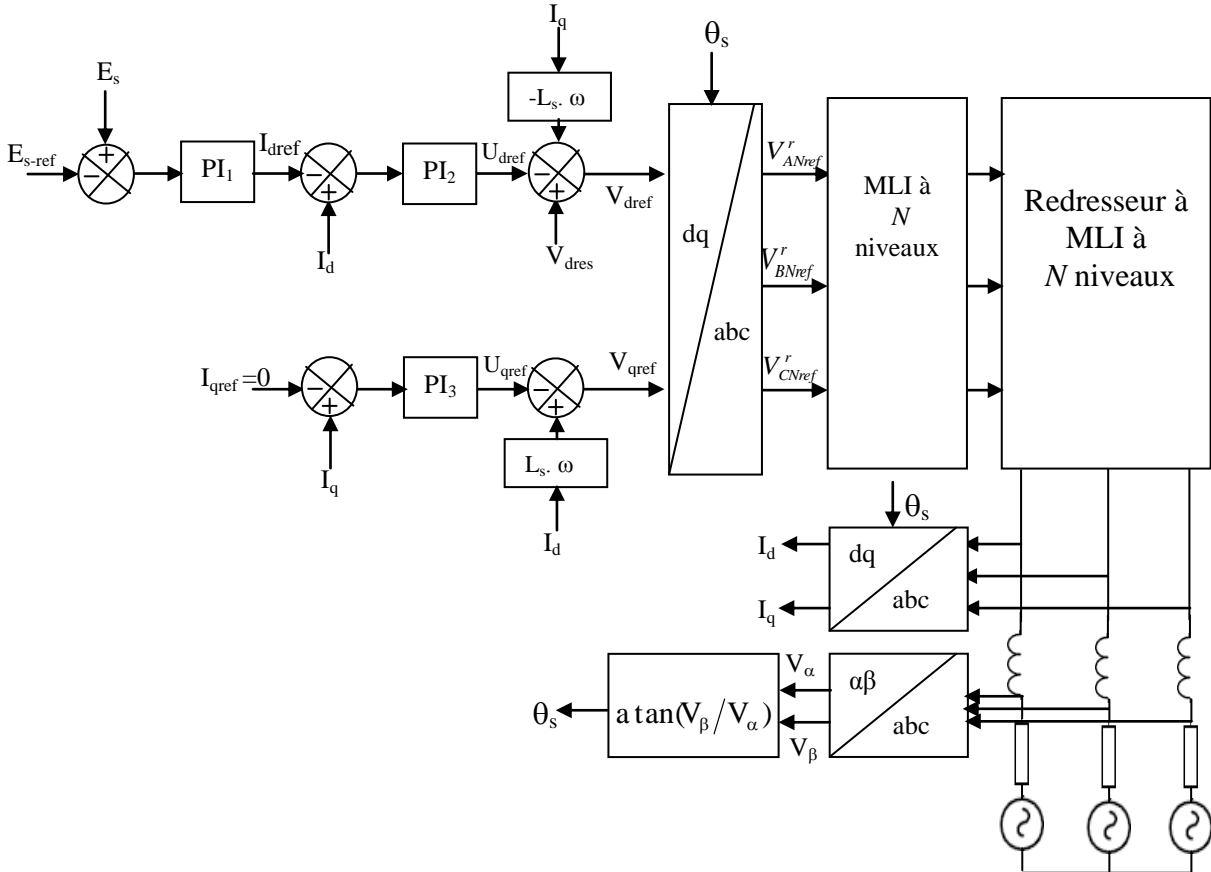 I_q
θ_s
E_s
-L_s. ω
+
E_s-ref
-
PI_1
I_dref
-
+
PI_2
U_dref
-
+
V_dref
I_d
V_dres
dq
abc
V^r_ANref
V^r_BNref
V^r_CNref
MLI à
N
niveaux
Redresseur à
MLI à
N niveaux
I_qref =0
-
+
PI_3
U_qref
-
+
V_qref
I_q
L_s. ω
I_d
θ_s
I_d
I_q
dq
abc
θ_s
a tan(V_β/V_α)
V_α
V_β
αβ
abc